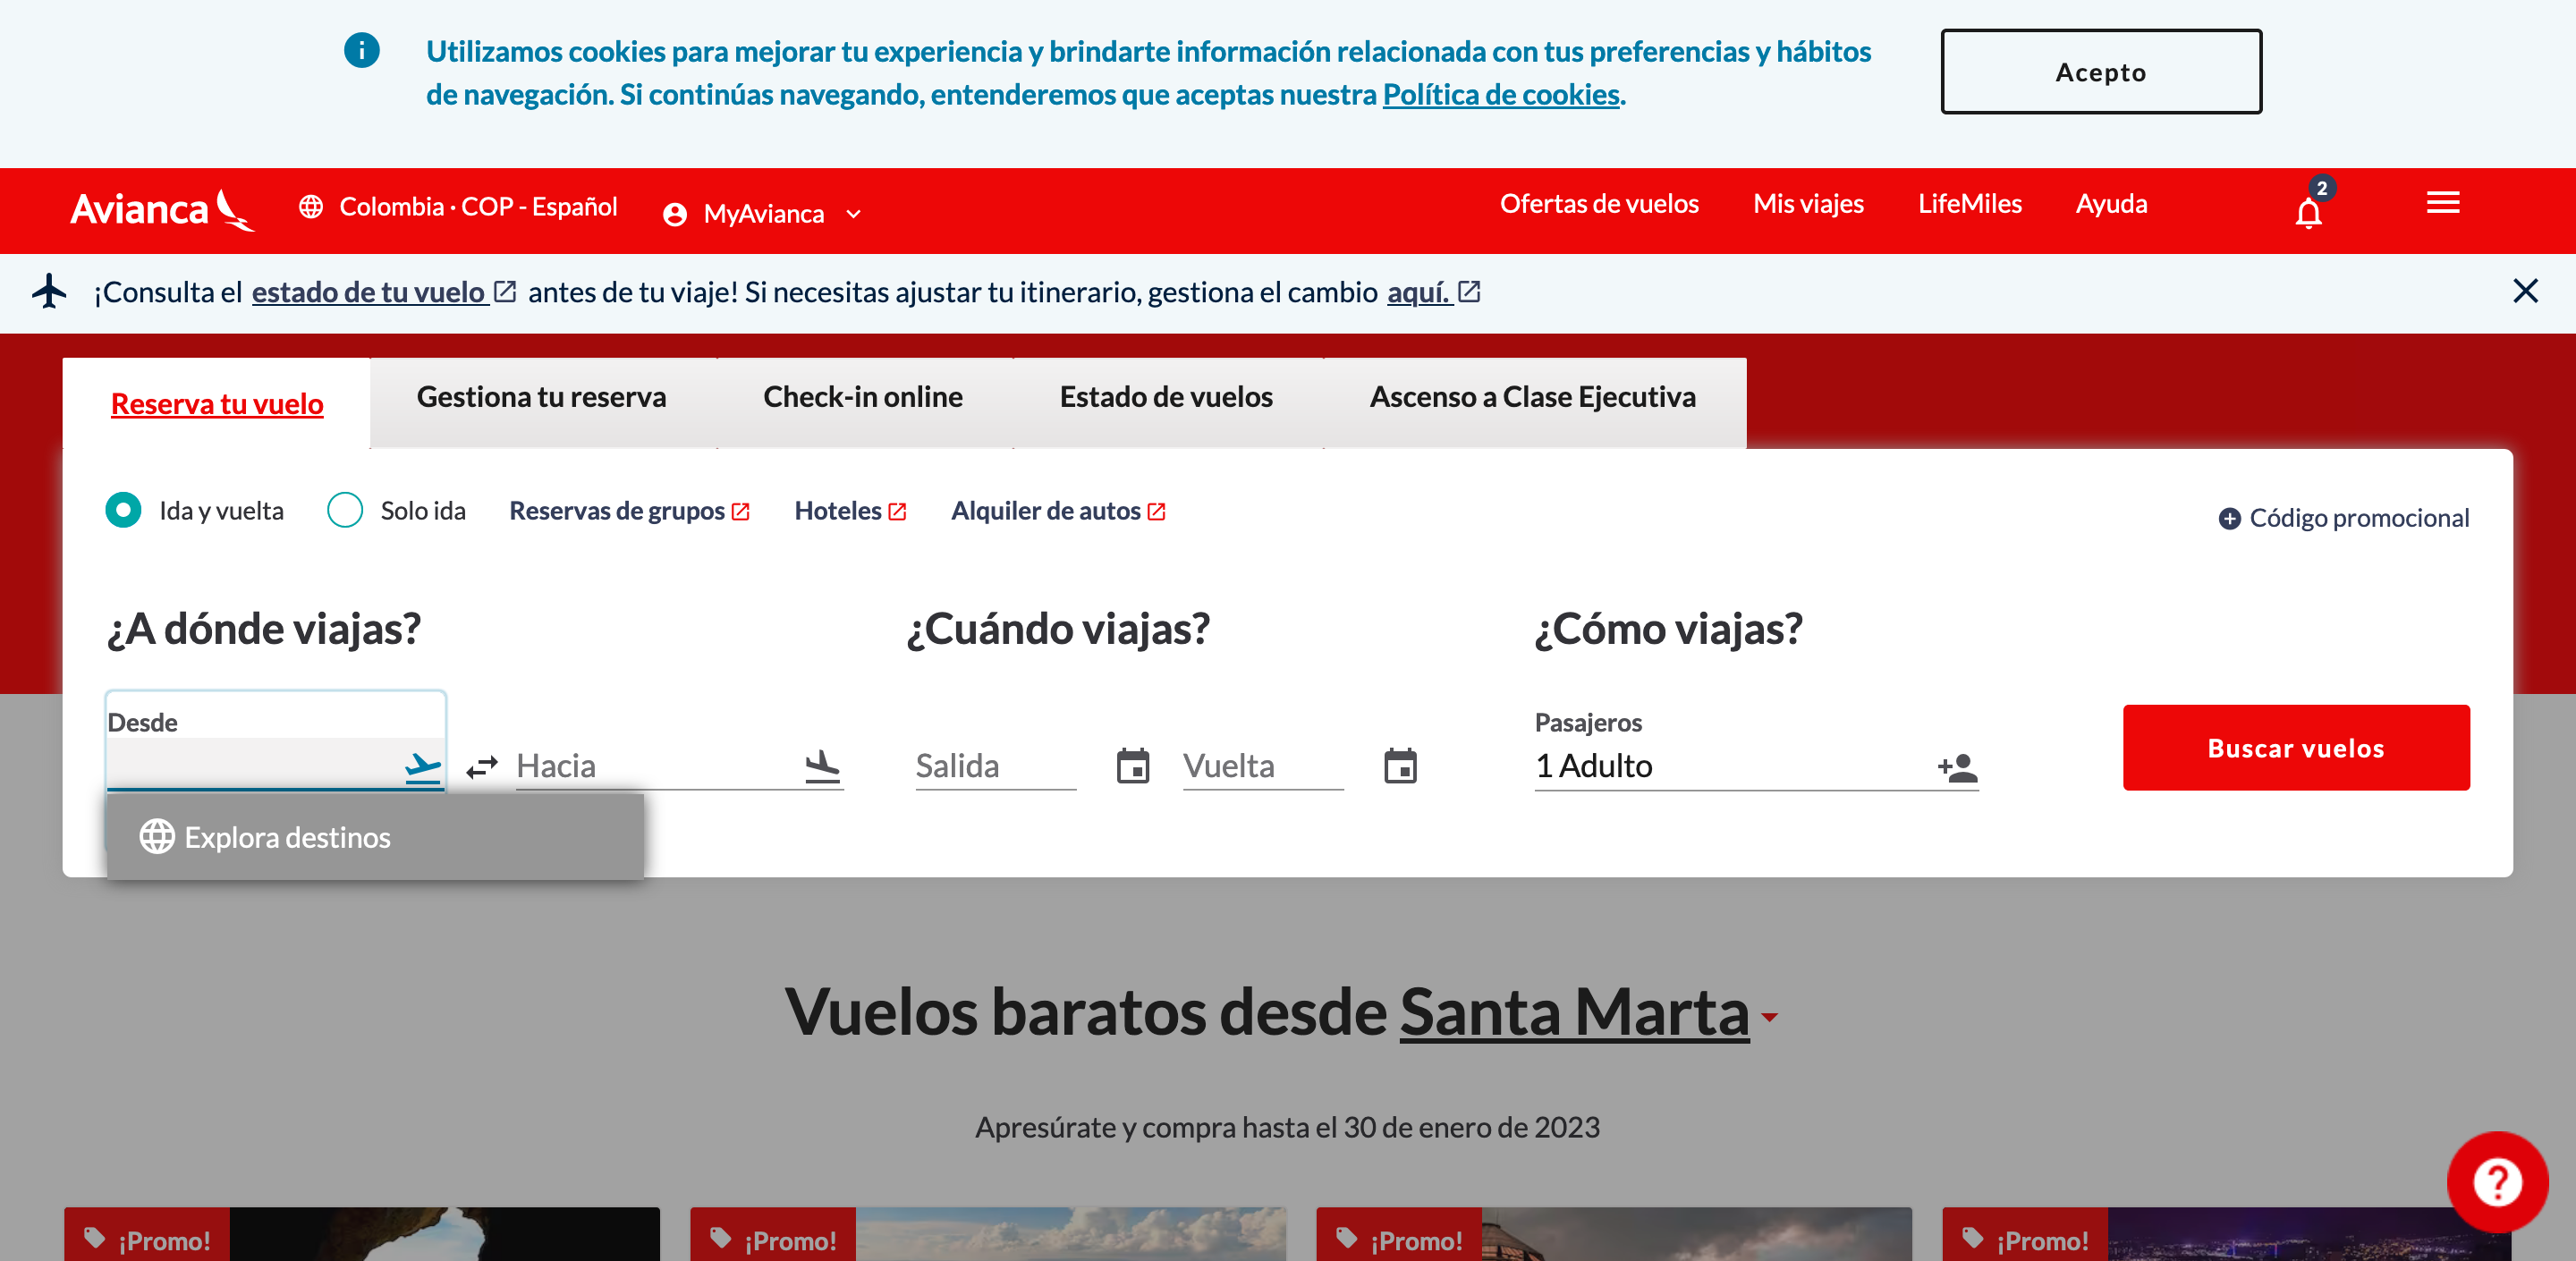 Utilizamos cookies para mejorar tu experiencia y brindarte información relacionada con tus preferencias y hábitos
de navegación. Si continúas navegando, entenderemos que aceptas nuestra Política de cookies.
Acepto
Avianca
Colombia · COP - Español
MyAvianca
Ofertas de vuelos
Mis viajes
LifeMiles
Ayuda
2
¡Consulta el estado de tu vuelo antes de tu viaje! Si necesitas ajustar tu itinerario, gestiona el cambio aquí.
Reserva tu vuelo
Gestiona tu reserva
Check-in online
Estado de vuelos
Ascenso a Clase Ejecutiva
Ida y vuelta
Solo ida
Reservas de grupos
Hoteles
Alquiler de autos
Código promocional
¿A dónde viajas?
¿Cuándo viajas?
¿Cómo viajas?
Desde
Hacia
Salida
Vuelta
Pasajeros
1 Adulto
Buscar vuelos
Explora destinos
Vuelos baratos desde Santa Marta
Apresúrate y compra hasta el 30 de enero de 2023
¡Promo!
¡Promo!
¡Promo!
¡Promo!